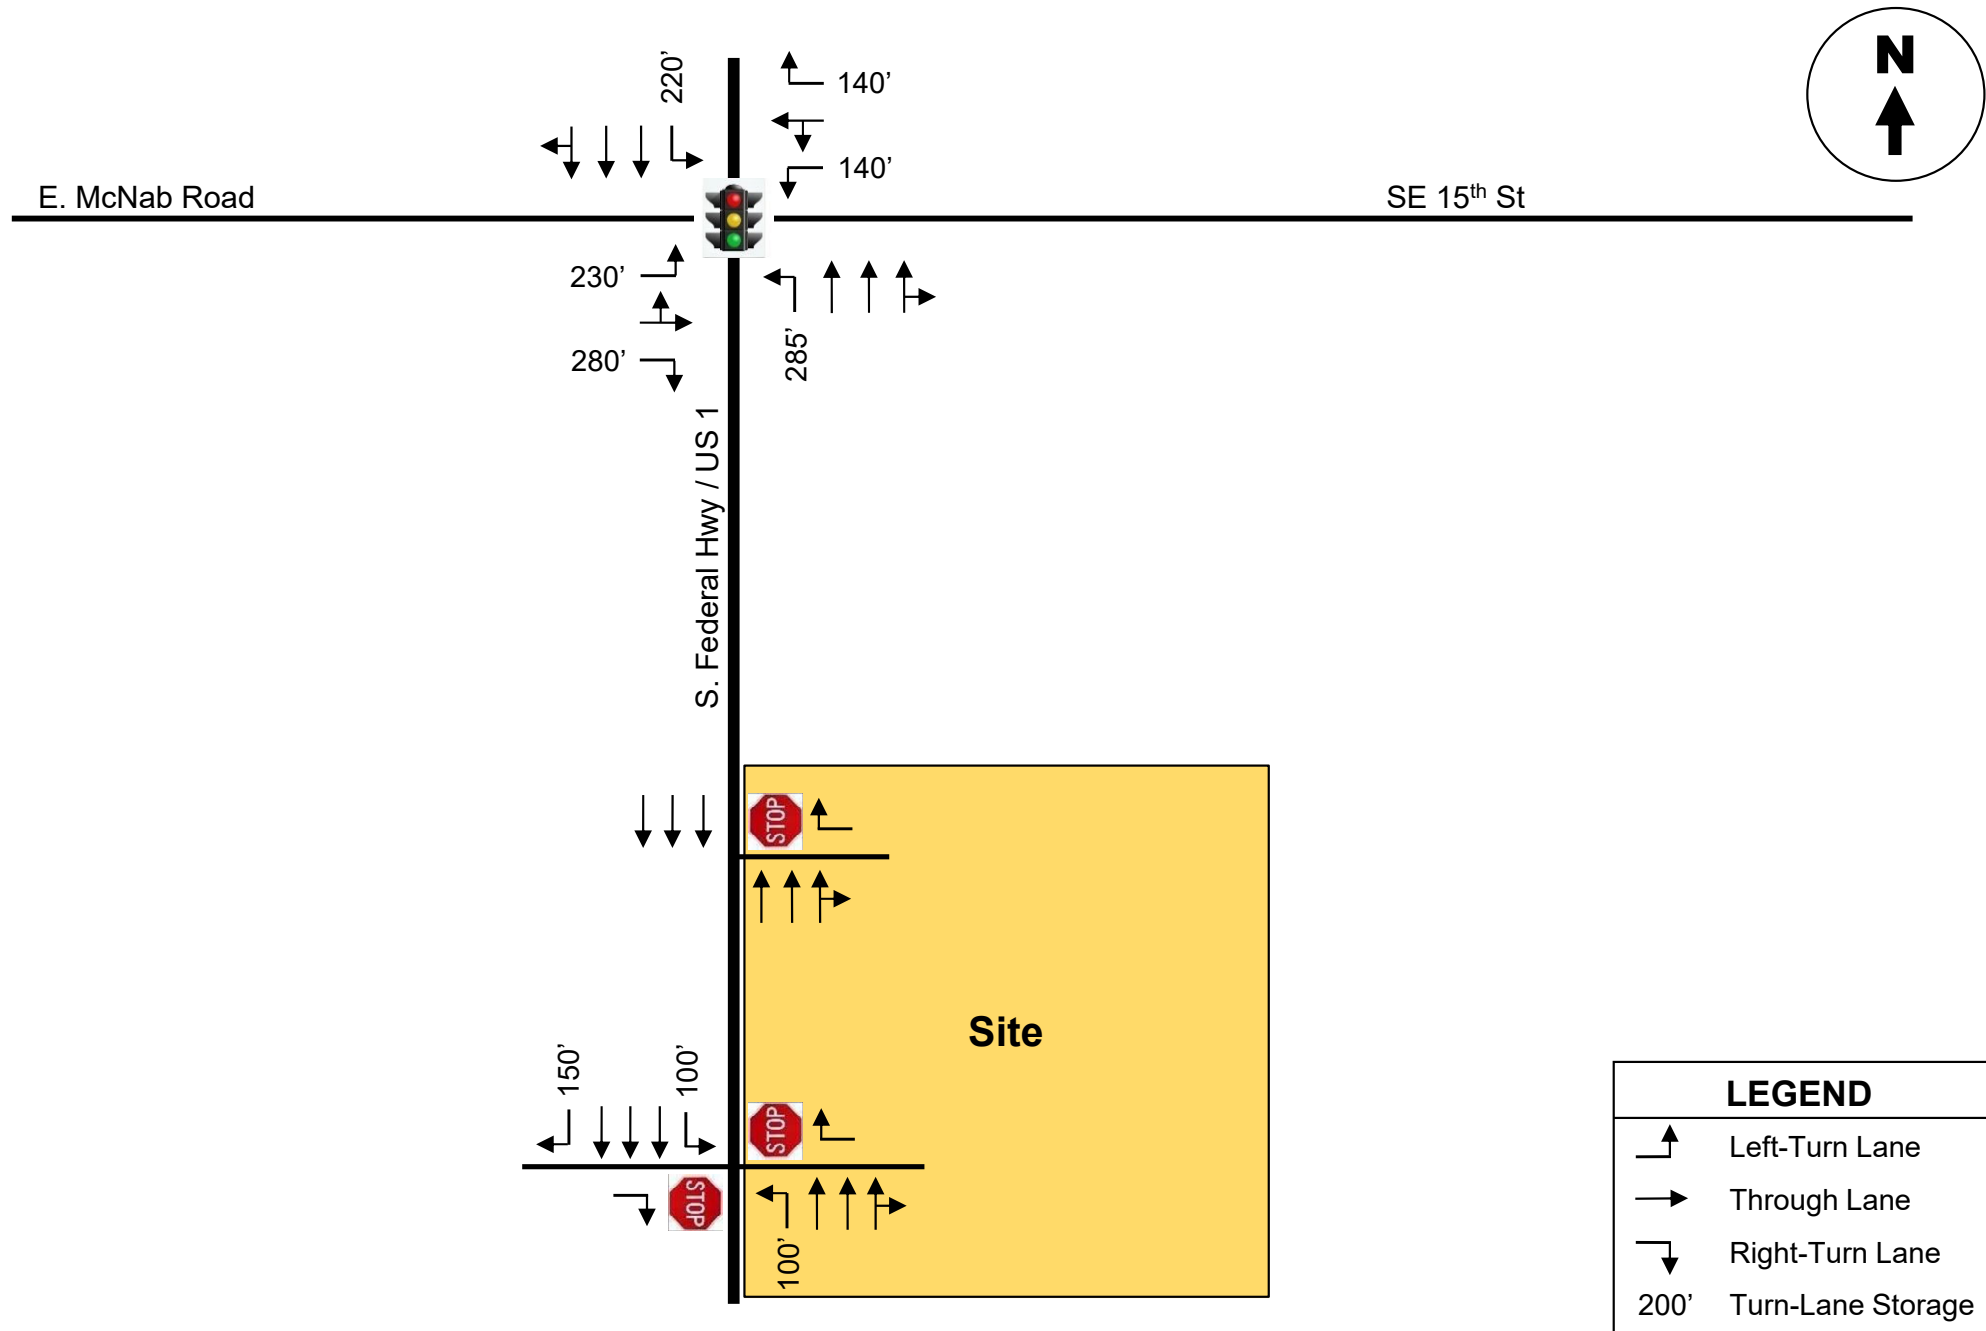 N
220’
140’
140’
E. McNab Road
SE 15th St
230’
280’
285’
S. Federal Hwy / US 1
STOP
Site
150’
100’
STOP
STOP
100’
LEGEND
Left-Turn Lane
Through Lane
Right-Turn Lane
200’ Turn-Lane Storage